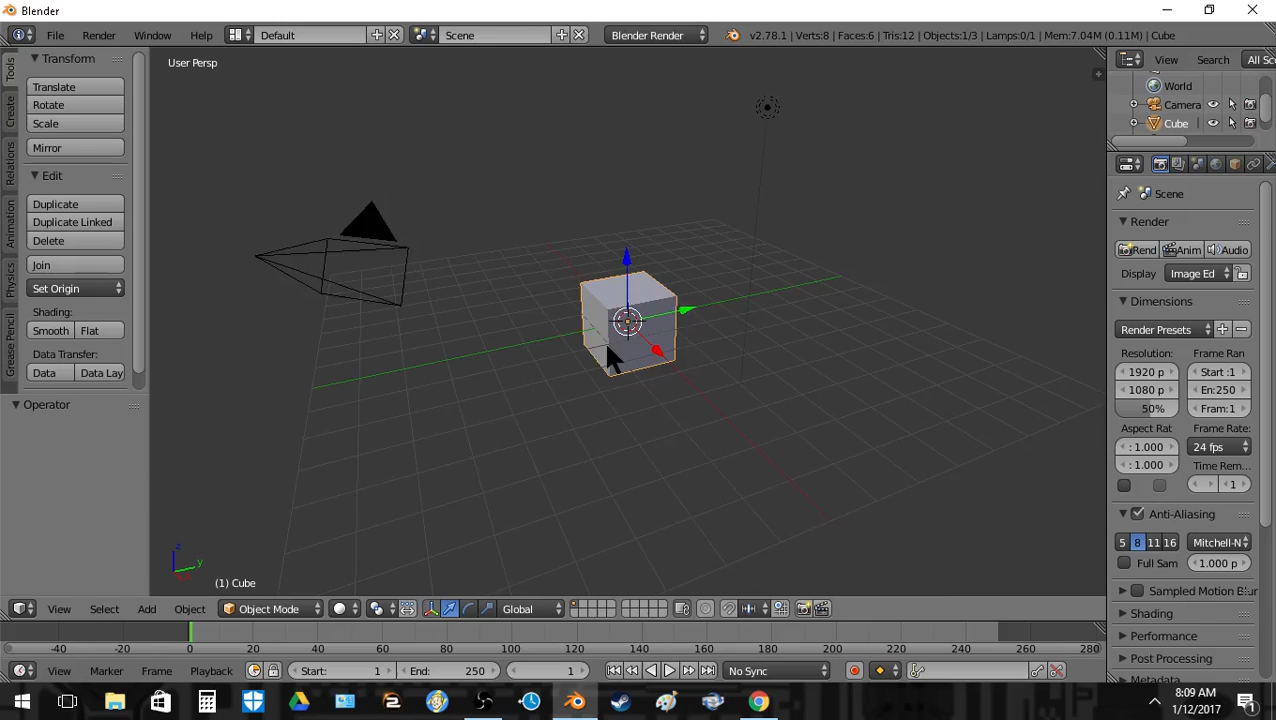 Blender
File Render Window Help Default Scene Blender Render v2.78.1 | Verts:8 | Faces:6 | Tris:12 | Objects:1/3 | Lamps:0/1 | Mem:7.04M (0.11M) | Cube
Tools
Create
Relations
Animation
Physics
Grease Pencil
Transform
Translate
Rotate
Scale
Mirror
Edit
Duplicate
Duplicate Linked
Delete
Join
Set Origin
Shading:
Smooth Flat
Data Transfer:
Data Data Lay
Operator
User Persp
z
y
(1) Cube
View Search All Sc
World
Camera
Cube
Scene
Render
Rend Anim Audio
Display Image Ed
Dimensions
Render Presets
Resolution: Frame Ran
1920 p Start :1
1080 p En:250
50% Fram:1
Aspect Rat Frame Rate:
: 1.000 24 fps
: 1.000 Time Rem...
1
Anti-Aliasing
5 8 11 16 Mitchell-N
Full Sam 1.000 p
Sampled Motion Blur
Shading
Performance
Post Processing
Metadata
View Select Add Object Object Mode Global
-40 -20 0 20 40 60 80 100 120 140 160 180 200 220 240 260 280
View Marker Frame Playback Start: 1 End: 250 1 No Sync
8:09 AM
1/12/2017
1